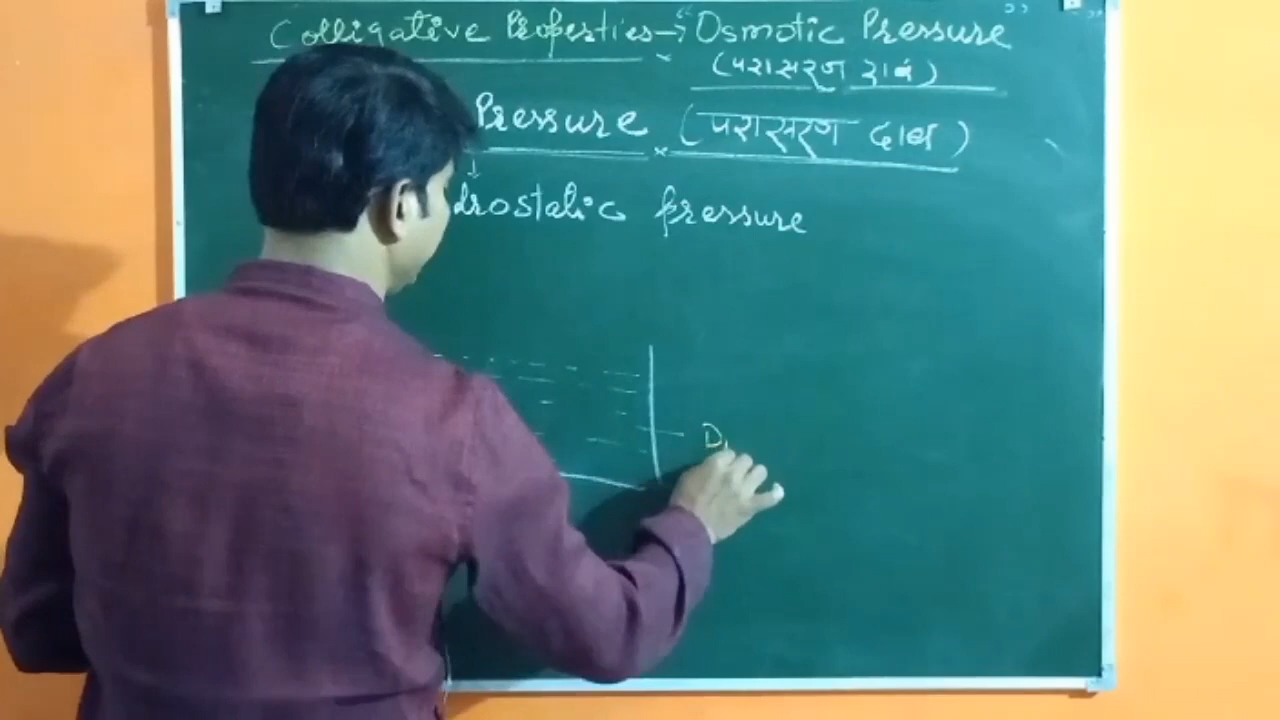 Colligative Properties → "Osmotic Pressure"
(परासरण दाब)
Pressure (परासरण दाब)
drostatic pressure
D